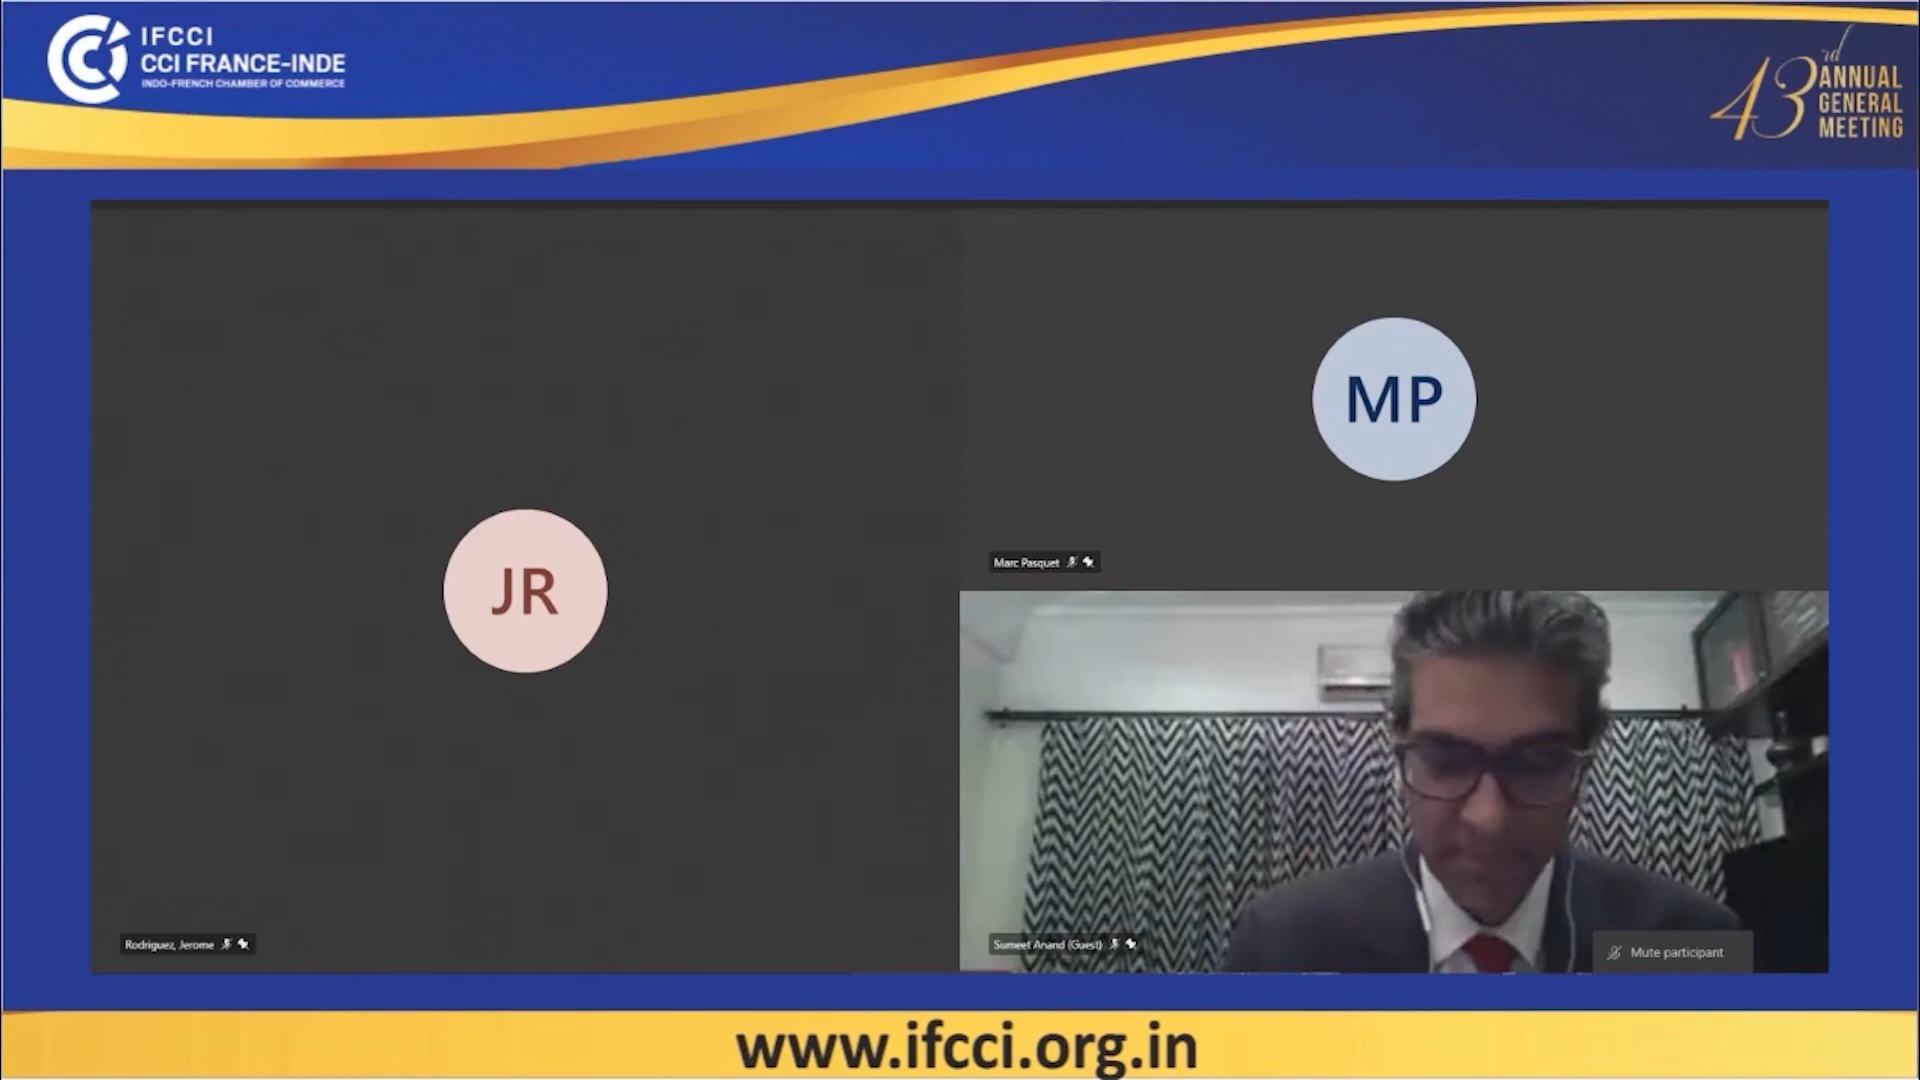 IFCCI
CCI FRANCE-INDE
INDO-FRENCH CHAMBER OF COMMERCE
43rd
ANNUAL
GENERAL
MEETING
MP
Marc Pasquet
JR
Rodriguez, Jerome
Sumeet Anand (Guest)
Mute participant
www.ifcci.org.in